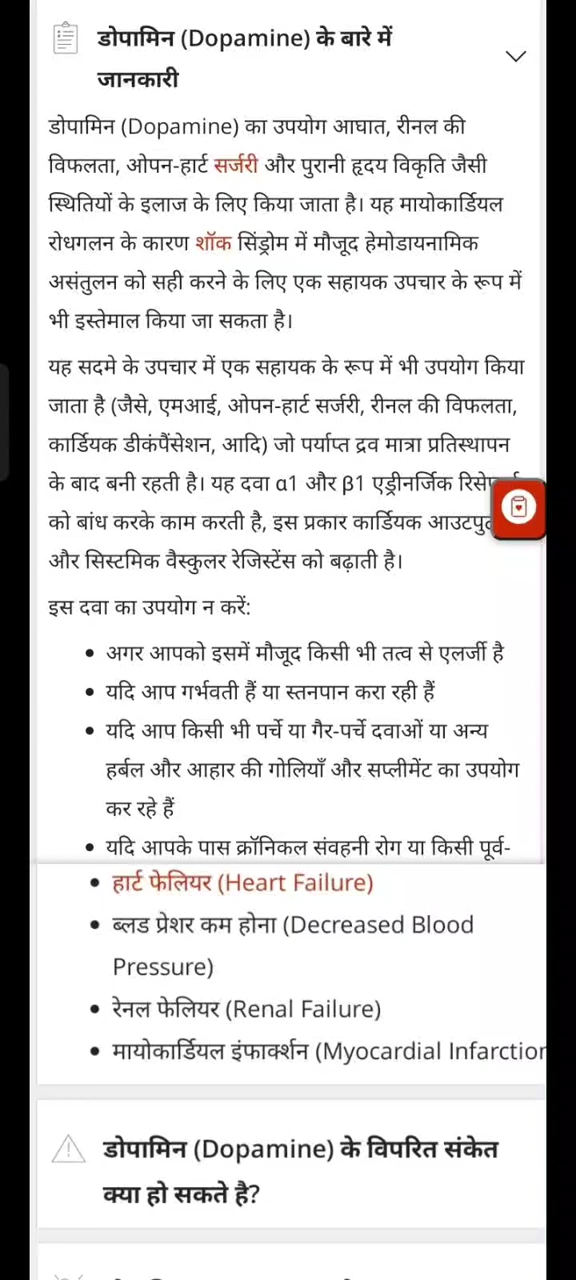 डोपामिन (Dopamine) के बारे में
जानकारी
डोपामिन (Dopamine) का उपयोग आघात, रीनल की
विफलता, ओपन-हार्ट सर्जरी और पुरानी हृदय विकृति जैसी
स्थितियों के इलाज के लिए किया जाता है। यह मायोकार्डियल
रोधगलन के कारण शॉक सिंड्रोम में मौजूद हेमोडायनामिक
असंतुलन को सही करने के लिए एक सहायक उपचार के रूप में
भी इस्तेमाल किया जा सकता है।
यह सदमे के उपचार में एक सहायक के रूप में भी उपयोग किया
जाता है (जैसे, एमआई, ओपन-हार्ट सर्जरी, रीनल की विफलता,
कार्डियक डीकंपैंसेशन, आदि) जो पर्याप्त द्रव मात्रा प्रतिस्थापन
के बाद बनी रहती है। यह दवा α1 और β1 एड्रीनर्जिक
को बांध करके काम करती है, इस प्रकार कार्डियक
और सिस्टमिक वैस्कुलर रेजिस्टेंस को बढ़ाती है।
इस दवा का उपयोग न करें:
• अगर आपको इसमें मौजूद किसी भी तत्व से एलर्जी है
• यदि आप गर्भवती हैं या स्तनपान करा रही हैं
• यदि आप किसी भी पर्चे या गैर-पर्चे दवाओं या अन्य
हर्बल और आहार की गोलियाँ और सप्लीमेंट का उपयोग
कर रहे हैं
• यदि आपके पास क्रॉनिकल संवहनी रोग या किसी पूर्व-
• हार्ट फेलियर (Heart Failure)
• ब्लड प्रेशर कम होना (Decreased Blood
Pressure)
• रेनल फेलियर (Renal Failure)
• मायोकार्डियल इंफार्क्शन (Myocardial Infarction
डोपामिन (Dopamine) के विपरित संकेत
क्या हो सकते है?